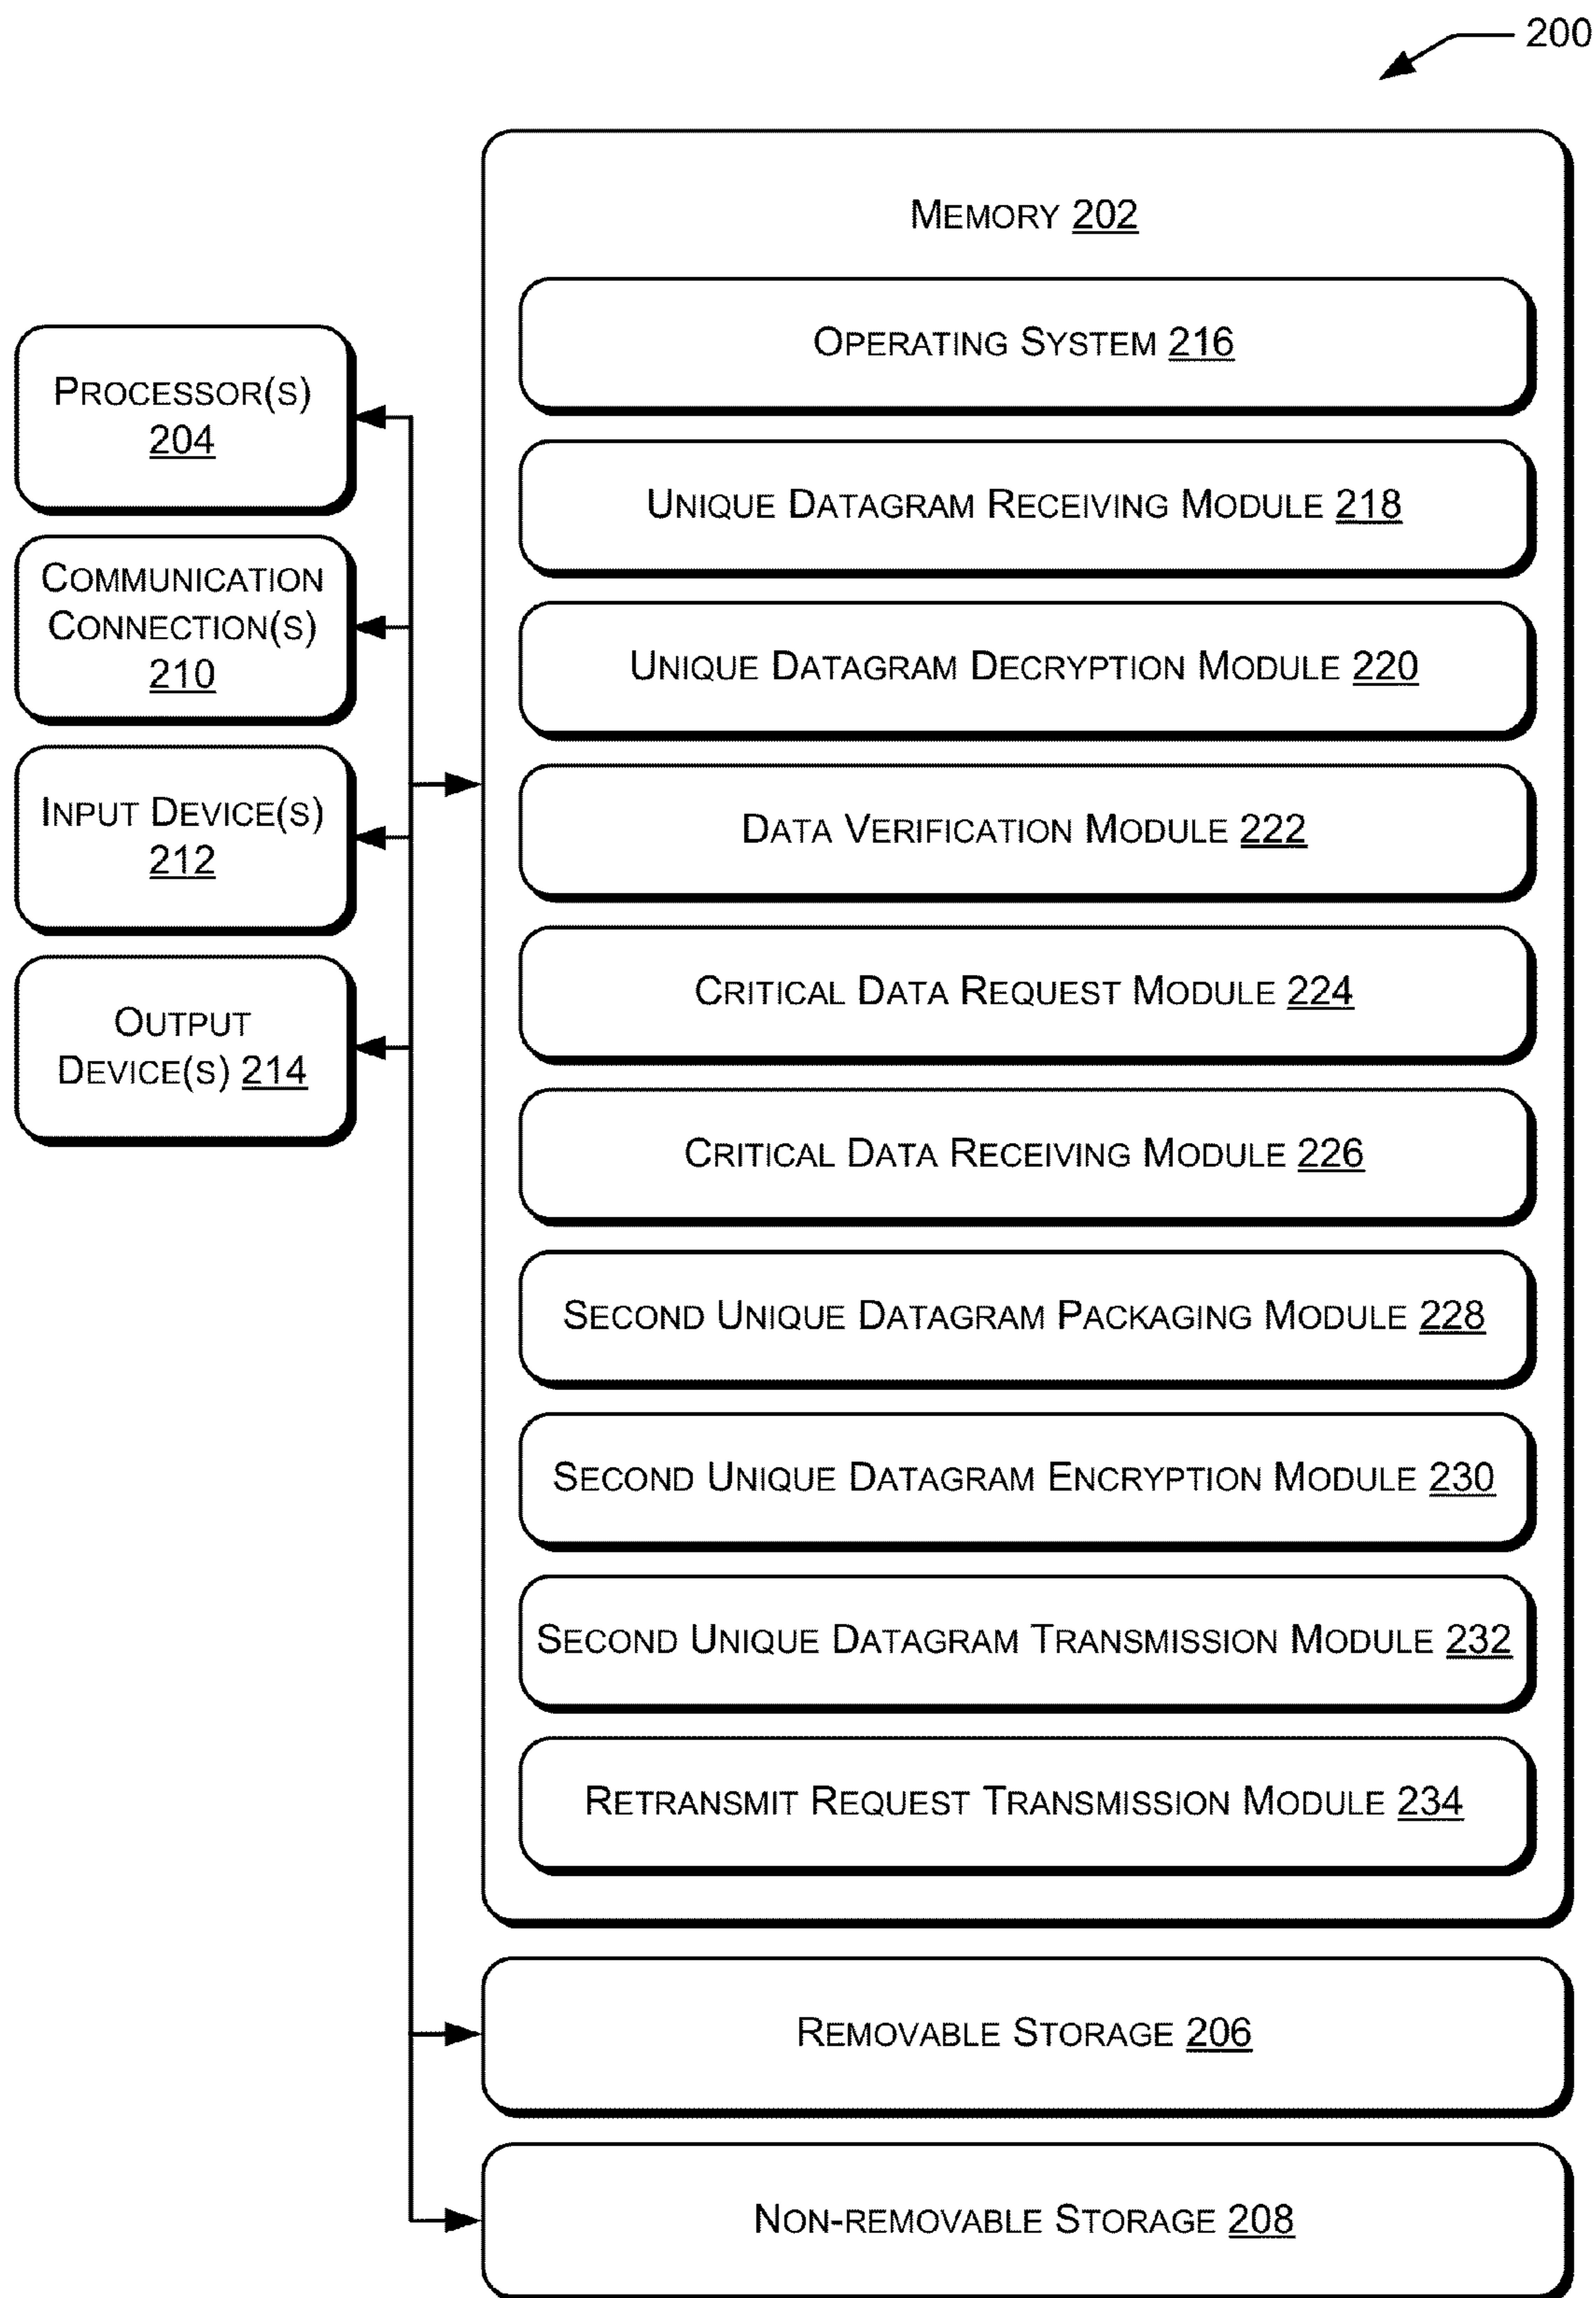 200
MEMORY 202
OPERATING SYSTEM 216
UNIQUE DATAGRAM RECEIVING MODULE 218
UNIQUE DATAGRAM DECRYPTION MODULE 220
DATA VERIFICATION MODULE 222
CRITICAL DATA REQUEST MODULE 224
CRITICAL DATA RECEIVING MODULE 226
SECOND UNIQUE DATAGRAM PACKAGING MODULE 228
SECOND UNIQUE DATAGRAM ENCRYPTION MODULE 230
SECOND UNIQUE DATAGRAM TRANSMISSION MODULE 232
RETRANSMIT REQUEST TRANSMISSION MODULE 234
PROCESSOR(S)
204
COMMUNICATION
CONNECTION(S)
210
INPUT DEVICE(S)
212
OUTPUT
DEVICE(S) 214
REMOVABLE STORAGE 206
NON-REMOVABLE STORAGE 208